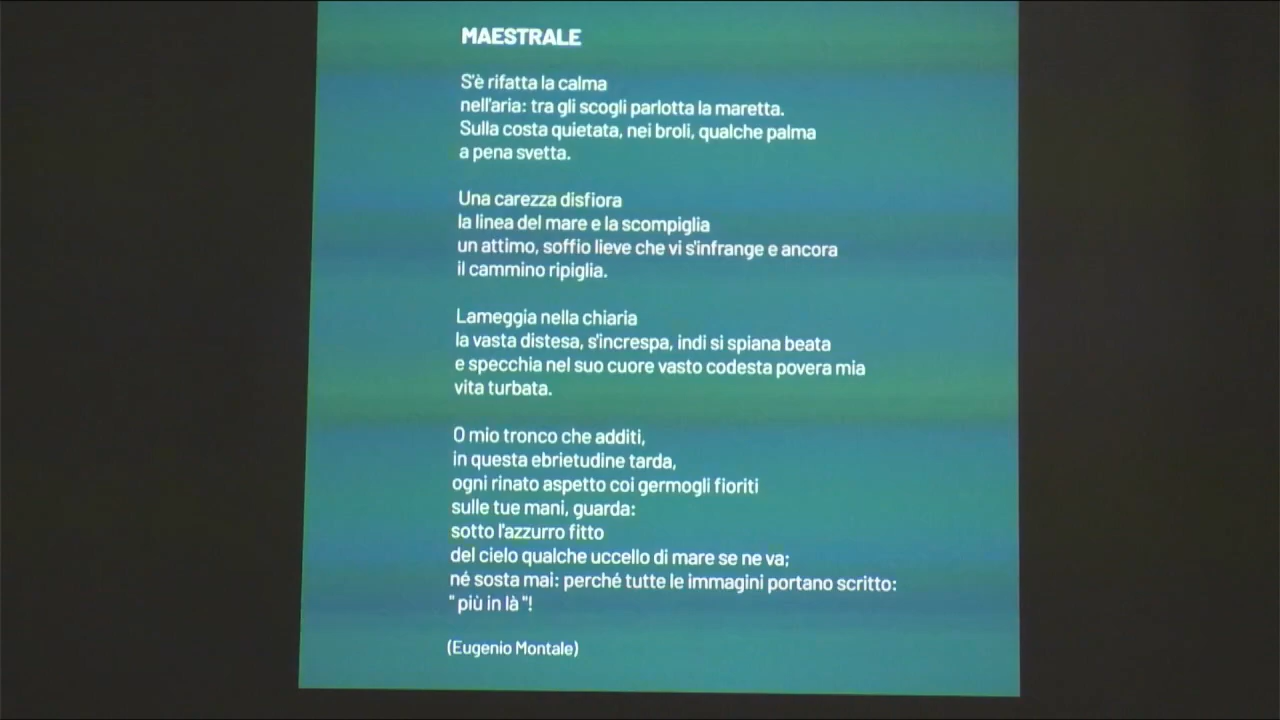 MAESTRALE
S'è rifatta la calma
nell'aria: tra gli scogli parlotta la maretta.
Sulla costa quietata, nei broli, qualche palma
a pena svetta.
Una carezza disfiora
la linea del mare e la scompiglia
un attimo, soffio lieve che vi s'infrange e ancora
il cammino ripiglia.
Lameggia nella chiaria
la vasta distesa, s'increspa, indi si spiana beata
e specchia nel suo cuore vasto codesta povera mia
vita turbata.
O mio tronco che additi,
in questa ebrietudine tarda,
ogni rinato aspetto coi germogli fioriti
sulle tue mani, guarda:
sotto l'azzurro fitto
del cielo qualche uccello di mare se ne va;
né sosta mai: perché tutte le immagini portano scritto:
" più in là "!
(Eugenio Montale)